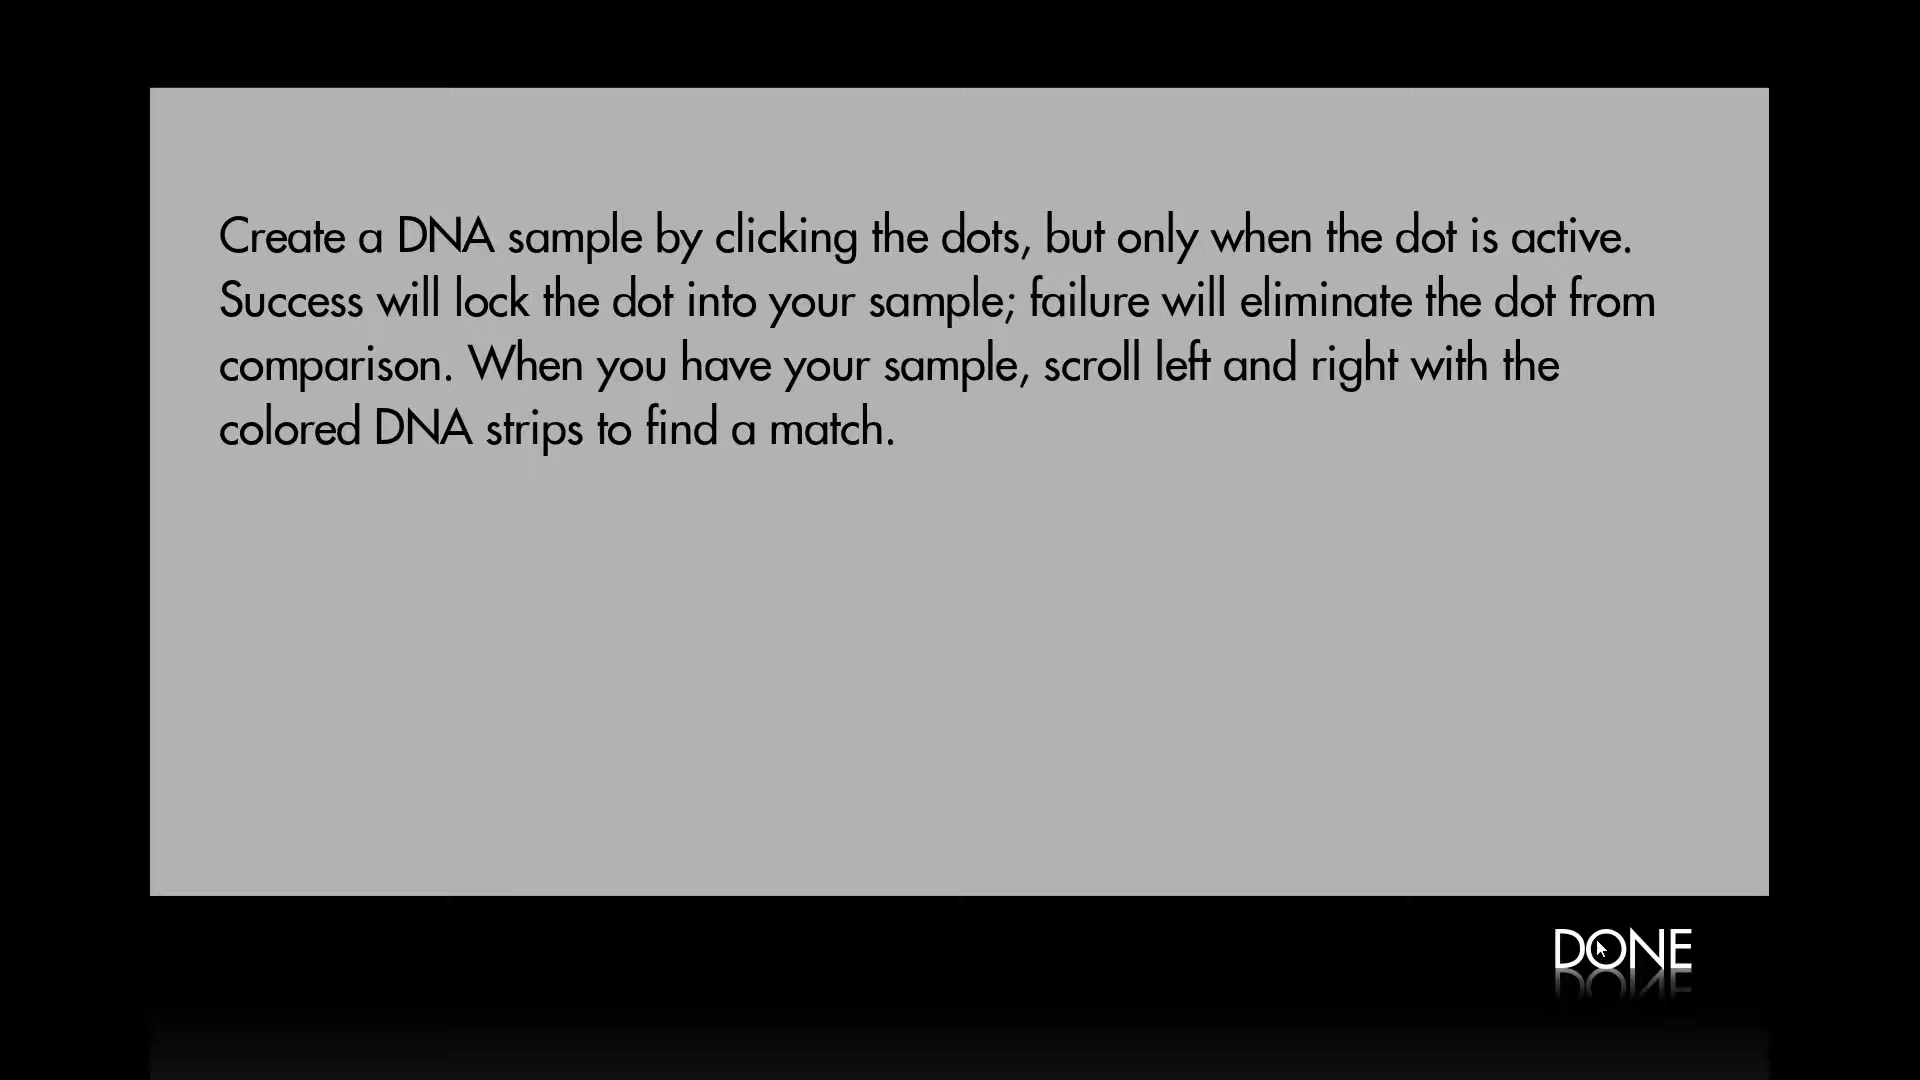 Create a DNA sample by clicking the dots, but only when the dot is active.
Success will lock the dot into your sample; failure will eliminate the dot from
comparison. When you have your sample, scroll left and right with the
colored DNA strips to find a match.
DONE